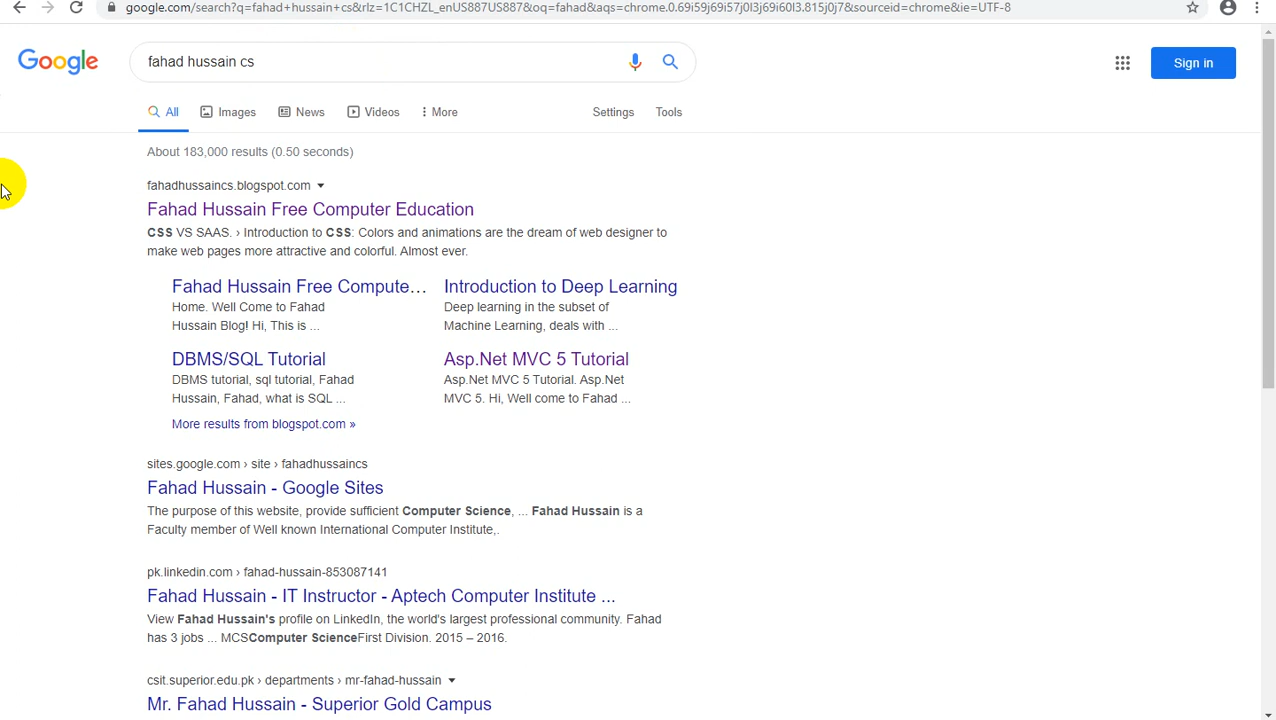 google.com/search?q=fahad+hussain+cs&rlz=1C1CHZL_enUS887US887&oq=fahad&aqs=chrome.0.69i59j69i57j0l3j69i60l3.815j0j7&sourceid=chrome&ie=UTF-8
Google
fahad hussain cs
Sign in
All Images News Videos More Settings Tools
About 183,000 results (0.50 seconds)
fahadhussaincs.blogspot.com
Fahad Hussain Free Computer Education
CSS VS SAAS. › Introduction to CSS: Colors and animations are the dream of web designer to
make web pages more attractive and colorful. Almost ever.
Fahad Hussain Free Compute...
Home. Well Come to Fahad
Hussain Blog! Hi, This is ...
Introduction to Deep Learning
Deep learning in the subset of
Machine Learning, deals with ...
DBMS/SQL Tutorial
DBMS tutorial, sql tutorial, Fahad
Hussain, Fahad, what is SQL ...
Asp.Net MVC 5 Tutorial
Asp.Net MVC 5 Tutorial. Asp.Net
MVC 5. Hi, Well come to Fahad ...
More results from blogspot.com »
sites.google.com › site › fahadhussaincs
Fahad Hussain - Google Sites
The purpose of this website, provide sufficient Computer Science, ... Fahad Hussain is a
Faculty member of Well known International Computer Institute,.
pk.linkedin.com › fahad-hussain-853087141
Fahad Hussain - IT Instructor - Aptech Computer Institute ...
View Fahad Hussain's profile on LinkedIn, the world's largest professional community. Fahad
has 3 jobs ... MCSComputer ScienceFirst Division. 2015 – 2016.
csit.superior.edu.pk › departments › mr-fahad-hussain
Mr. Fahad Hussain - Superior Gold Campus